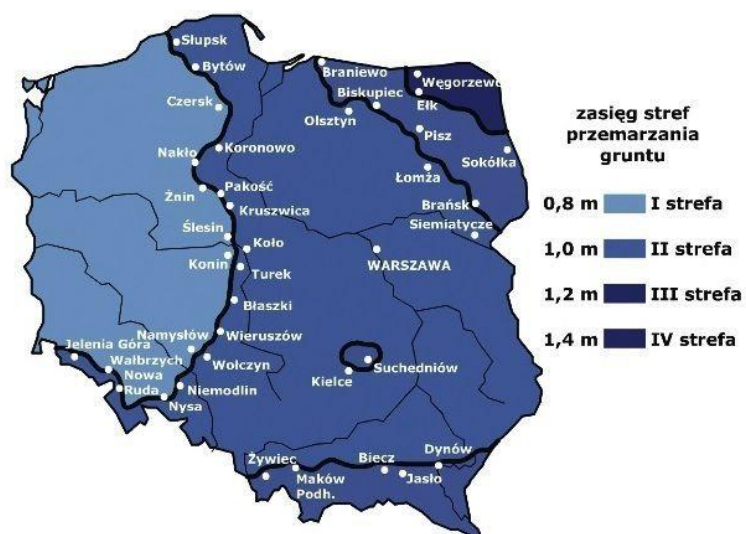 Słupsk
Bytów
Czersk
Koronowo
Nakło
Żnin
Pakość
Kruszwica
Ślesin
Koło
Konin
Turek
Błaszki
Namysłów
Wieruszów
Jelenia Góra
Wałbrzych
Nowa
Ruda
Wołczyn
Niemodlin
Nysa
Braniewo
Biskupiec
Olsztyn
Węgorzewo
Ełk
Pisz
Sokółka
Łomża
Brańsk
Siemiatycze
WARSZAWA
Suchedniów
Kielce
Żywiec
Maków
Podh.
Biecz
Jasło
Dynów
zasięg stref
przemarzania
gruntu
0,8 m I strefa
1,0 m II strefa
1,2 m III strefa
1,4 m IV strefa